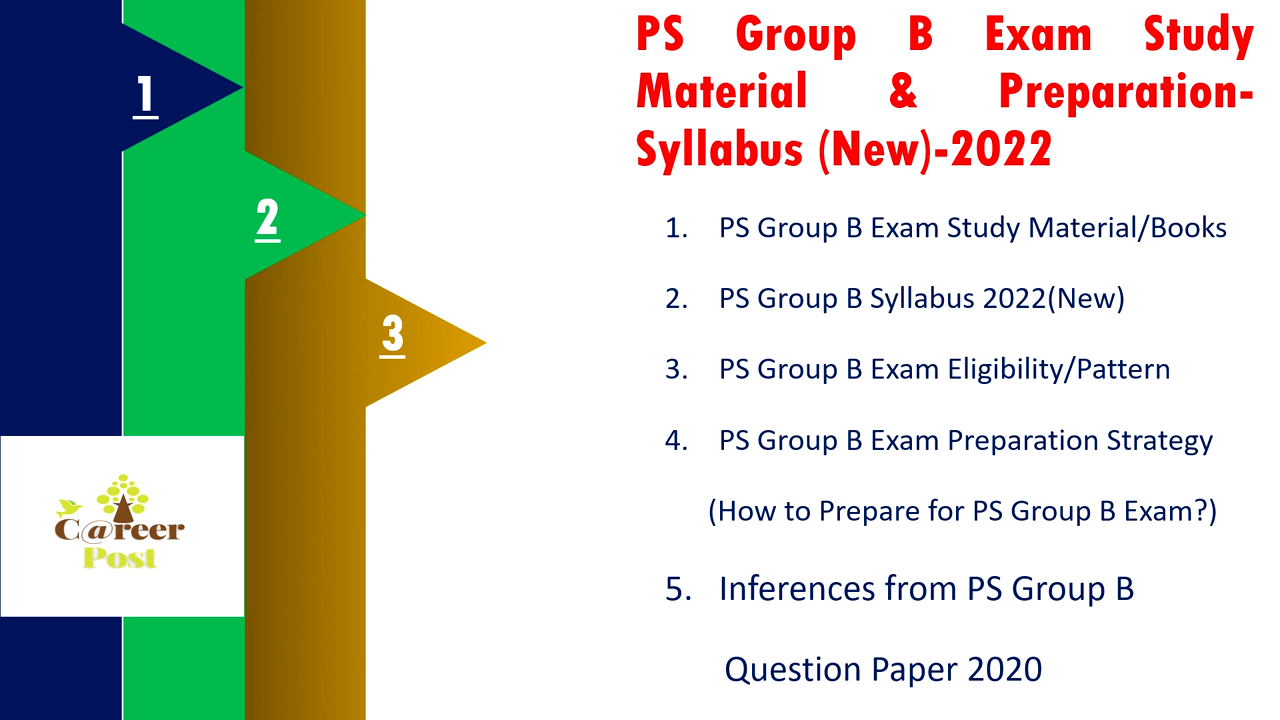 1
2
3
C@reer
Post
PS Group B Exam Study
Material & Preparation-
Syllabus (New)-2022
1. PS Group B Exam Study Material/Books
2. PS Group B Syllabus 2022(New)
3. PS Group B Exam Eligibility/Pattern
4. PS Group B Exam Preparation Strategy
(How to Prepare for PS Group B Exam?)
5. Inferences from PS Group B
Question Paper 2020